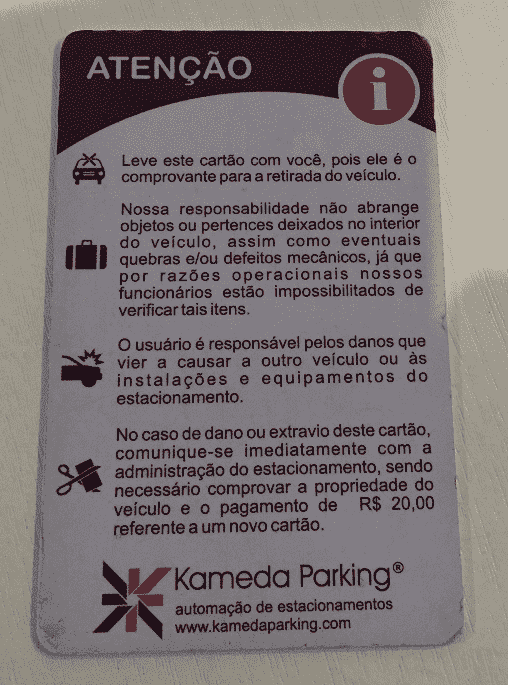 ATENÇÃO
i
Leve este cartão com você, pois ele é o
comprovante para a retirada do veículo.
Nossa responsabilidade não abrange
objetos ou pertences deixados no interior
do veículo, assim como eventuais
quebras e/ou defeitos mecânicos, já que
por razões operacionais nossos
funcionários estão impossibilitados de
verificar tais itens.
O usuário é responsável pelos danos que
vier a causar a outro veículo ou às
instalações e equipamentos do
estacionamento.
No caso de dano ou extravio deste cartão,
comunique-se imediatamente com a
administração do estacionamento, sendo
necessário comprovar a propriedade do
veículo e o pagamento de R$ 20,00
referente a um novo cartão.
Kameda Parking®
automação de estacionamentos
www.kamedaparking.com